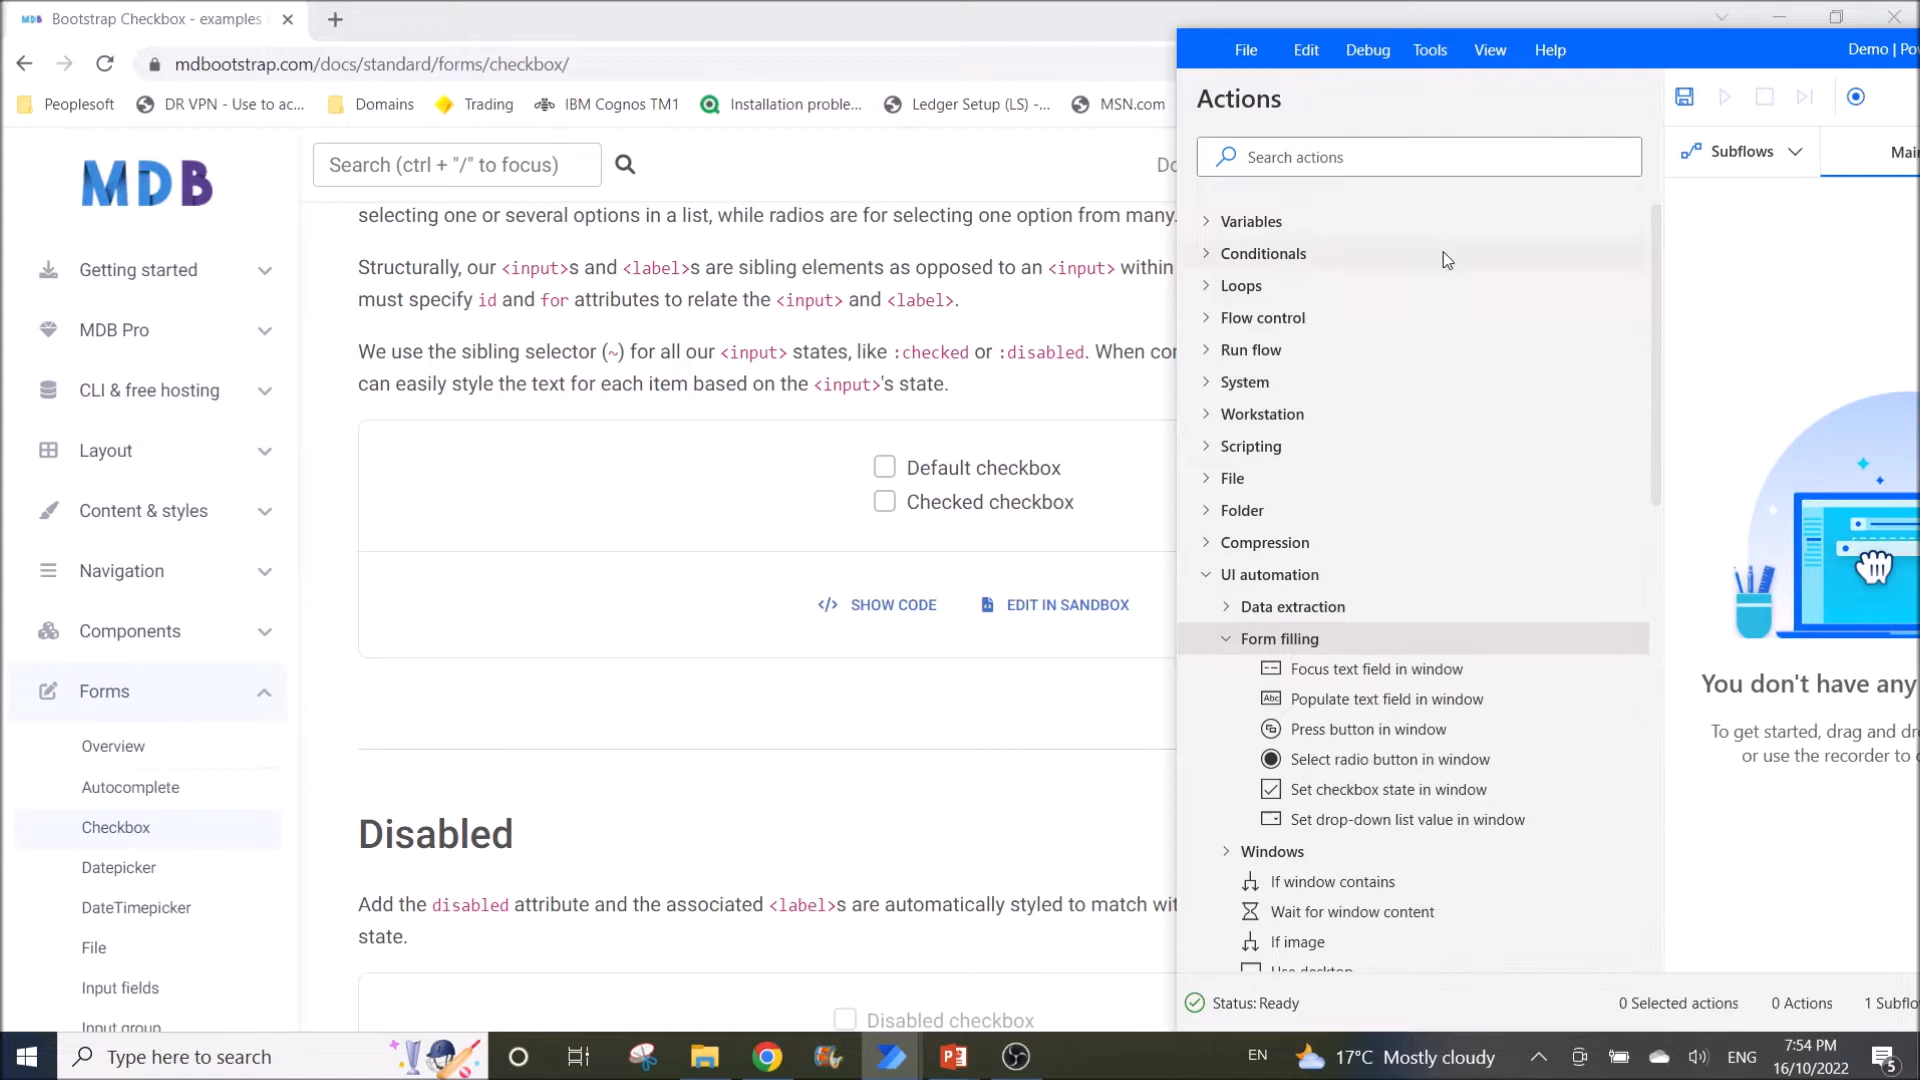 Bootstrap Checkbox - examples
mdbootstrap.com/docs/standard/forms/checkbox/
Peoplesoft
DR VPN - Use to ac...
Domains
Trading
IBM Cognos TM1
Installation proble...
Ledger Setup (LS) -...
MSN.com
MDB
Search (ctrl + "/" to focus)
Getting started
MDB Pro
CLI & free hosting
Layout
Content & styles
Navigation
Components
Forms
Overview
Autocomplete
Checkbox
Datepicker
DateTimepicker
File
Input fields
Input group
selecting one or several options in a list, while radios are for selecting one option from many.
Structurally, our <input>s and <label>s are sibling elements as opposed to an <input> within
must specify id and for attributes to relate the <input> and <label>.
We use the sibling selector (~) for all our <input> states, like :checked or :disabled. When
can easily style the text for each item based on the <input>'s state.
Default checkbox
Checked checkbox
</> SHOW CODE
EDIT IN SANDBOX
Disabled
Add the disabled attribute and the associated <label>s are automatically styled to match
state.
Disabled checkbox
File Edit Debug Tools View Help
Demo |
Actions
Search actions
Variables
Conditionals
Loops
Flow control
Run flow
System
Workstation
Scripting
File
Folder
Compression
UI automation
Data extraction
Form filling
Focus text field in window
Abc Populate text field in window
Press button in window
Select radio button in window
Set checkbox state in window
Set drop-down list value in window
Windows
If window contains
Wait for window content
If image
Subflows
You don't have any
To get started, drag and
or use the recorder to
Status: Ready
0 Selected actions
0 Actions
Type here to search
EN
17°C Mostly cloudy
ENG
7:54 PM
16/10/2022
5